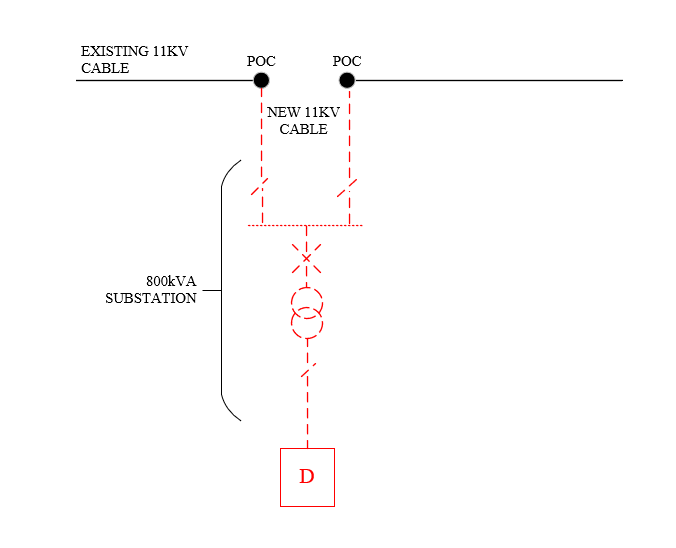 EXISTING 11KV
CABLE
POC
POC
NEW 11KV
CABLE
800kVA
SUBSTATION
D